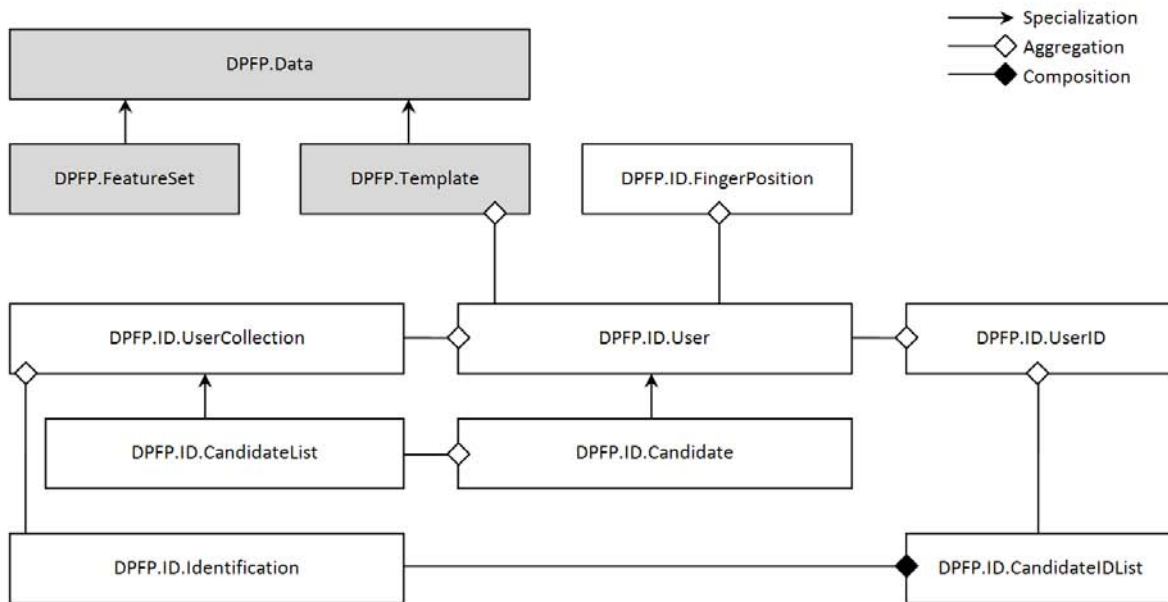 Specialization
Aggregation
Composition
DPFP.Data
DPFP.FeatureSet
DPFP.Template
DPFP.ID.FingerPosition
DPFP.ID.UserCollection
DPFP.ID.User
DPFP.ID.UserID
DPFP.ID.CandidateList
DPFP.ID.Candidate
DPFP.ID.Identification
DPFP.ID.CandidateIDList